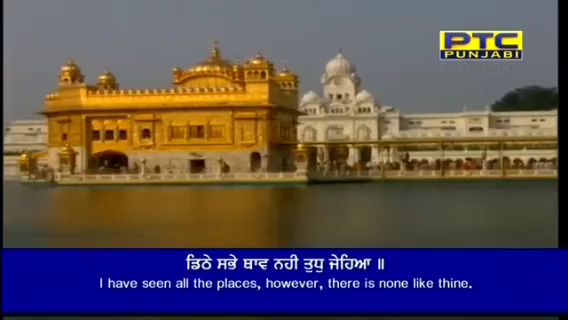 PTC
PUNJABI
ਡਿਠੇ ਸਭੇ ਥਾਵ ਨਹੀ ਤੁਧੁ ਜੇਹਿਆ ॥
I have seen all the places, however, there is none like thine.